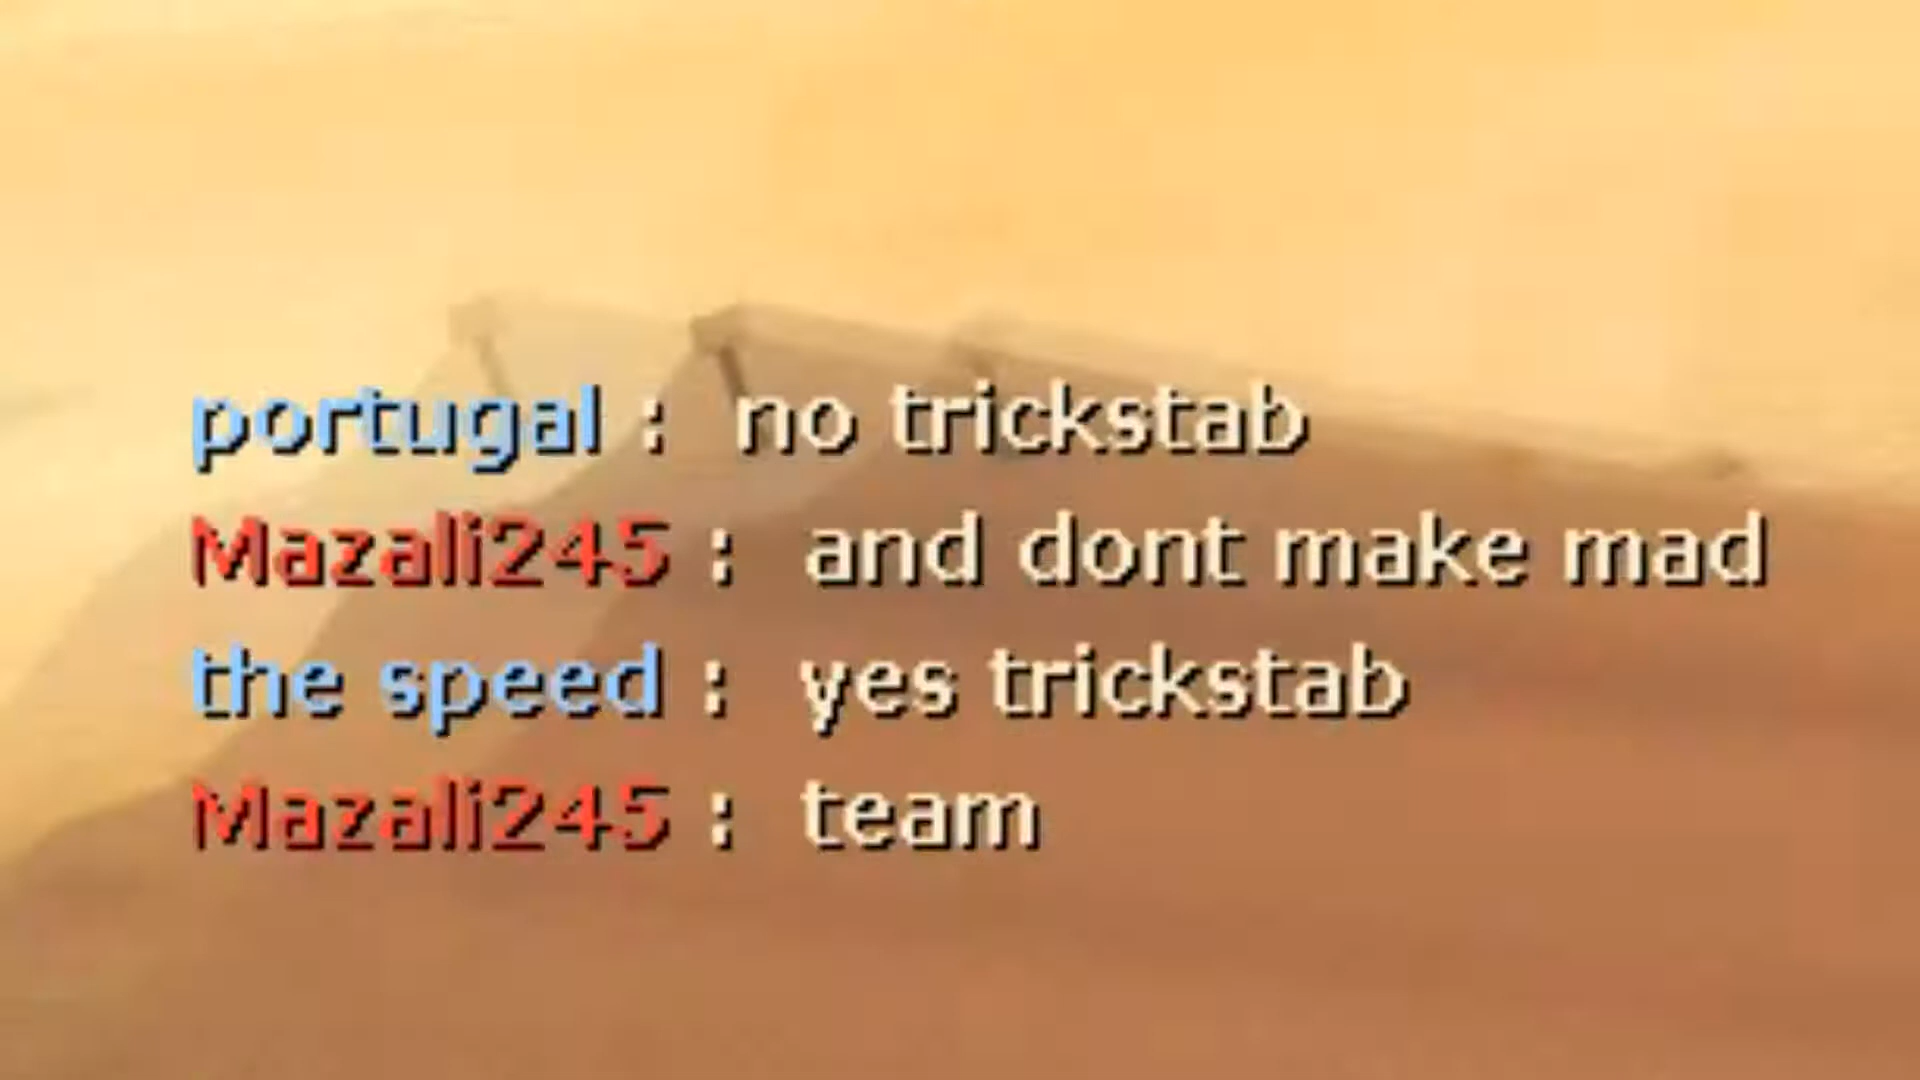 portugal : no trickstab
Mazali245 : and dont make mad
the speed : yes trickstab
Mazali245 : team